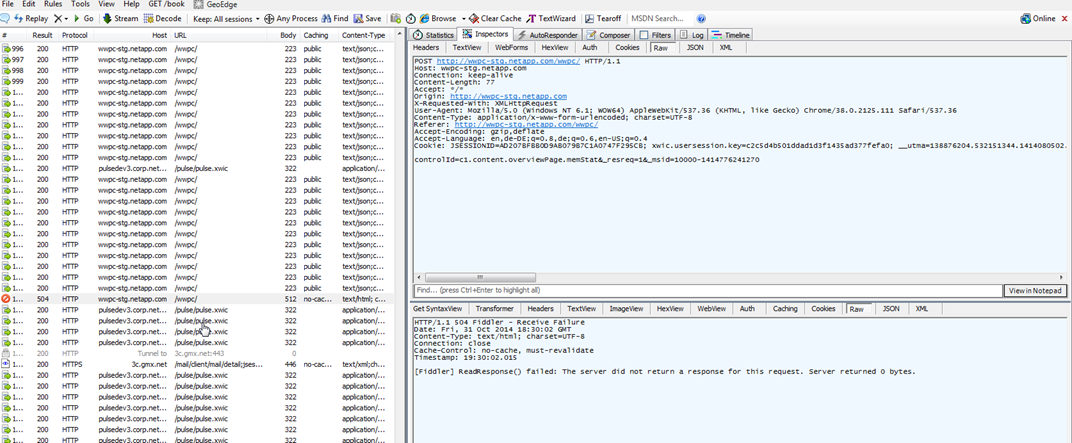 File Edit Rules Tools View Help GET /book GeoEdge
Replay Go Stream Decode Keep: All sessions Any Process Find Save Browse Clear Cache TextWizard Tearoff MSDN Search... Online
Statistics Inspectors AutoResponder Composer Filters Log Timeline
# Result Protocol Host URL Body Caching Content-Type
Headers TextView WebForms HexView Auth Cookies Raw JSON XML
996 200 HTTP wwpc-stg.netapp.com /wwpc/ 223 public text/json;c...
997 200 HTTP wwpc-stg.netapp.com /wwpc/ 223 public text/json;c...
998 200 HTTP wwpc-stg.netapp.com /wwpc/ 223 public text/json;c...
999 200 HTTP wwpc-stg.netapp.com /wwpc/ 223 public text/json;c...
1... 200 HTTP wwpc-stg.netapp.com /wwpc/ 223 public text/json;c...
1... 200 HTTP wwpc-stg.netapp.com /wwpc/ 223 public text/json;c...
1... 200 HTTP wwpc-stg.netapp.com /wwpc/ 223 public text/json;c...
1... 200 HTTP wwpc-stg.netapp.com /wwpc/ 223 public text/json;c...
1... 200 HTTP wwpc-stg.netapp.com /wwpc/ 223 public text/json;c...
1... 200 HTTP wwpc-stg.netapp.com /wwpc/ 223 public text/json;c...
1... 200 HTTP wwpc-stg.netapp.com /wwpc/ 223 public text/json;c...
1... 200 HTTP pulsedev3.corp.net... /pulse/pulse.xwic 322 application/...
1... 200 HTTP wwpc-stg.netapp.com /wwpc/ 223 public text/json;c...
1... 200 HTTP wwpc-stg.netapp.com /wwpc/ 223 public text/json;c...
1... 200 HTTP wwpc-stg.netapp.com /wwpc/ 223 public text/json;c...
1... 200 HTTP wwpc-stg.netapp.com /wwpc/ 223 public text/json;c...
1... 200 HTTP wwpc-stg.netapp.com /wwpc/ 223 public text/json;c...
1... 200 HTTP wwpc-stg.netapp.com /wwpc/ 223 public text/json;c...
1... 200 HTTP wwpc-stg.netapp.com /wwpc/ 223 public text/json;c...
1... 200 HTTP wwpc-stg.netapp.com /wwpc/ 223 public text/json;c...
1... 200 HTTP wwpc-stg.netapp.com /wwpc/ 223 public text/json;c...
1... 200 HTTP wwpc-stg.netapp.com /wwpc/ 223 public text/json;c...
1... 200 HTTP wwpc-stg.netapp.com /wwpc/ 223 public text/json;c...
1... 504 HTTP wwpc-stg.netapp.com /wwpc/ 512 no-cac... text/html; c...
1... 200 HTTP pulsedev3.corp.net... /pulse/pulse.xwic 322 application/...
1... 200 HTTP pulsedev3.corp.net... /pulse/pulse.xwic 322 application/...
1... 200 HTTP pulsedev3.corp.net... /pulse/pulse.xwic 322 application/...
1... 200 HTTP pulsedev3.corp.net... /pulse/pulse.xwic 322 application/...
1... 200 HTTP Tunnel to 3c.gmx.net:443 0
1... 200 HTTPS 3c.gmx.net /mail/client/mail/detail;jses... 446 no-cac... text/xml;ch...
1... 200 HTTP pulsedev3.corp.net... /pulse/pulse.xwic 322 application/...
1... 200 HTTP pulsedev3.corp.net... /pulse/pulse.xwic 322 application/...
1... 200 HTTP pulsedev3.corp.net... /pulse/pulse.xwic 322 application/...
1... 200 HTTP pulsedev3.corp.net... /pulse/pulse.xwic 322 application/...
1... 200 HTTP pulsedev3.corp.net... /pulse/pulse.xwic 322 application/...
1... 200 HTTP pulsedev3.corp.net... /pulse/pulse.xwic 322 application/...
POST http://wwpc-stg.netapp.com/wwpc/ HTTP/1.1
Host: wwpc-stg.netapp.com
Connection: keep-alive
Content-Length: 77
Accept: */*
Origin: http://wwpc-stg.netapp.com
X-Requested-With: XMLHttpRequest
User-Agent: Mozilla/5.0 (Windows NT 6.1; WOW64) AppleWebKit/537.36 (KHTML, like Gecko) Chrome/38.0.2125.111 Safari/537.36
Content-Type: application/x-www-form-urlencoded; charset=UTF-8
Referer: http://wwpc-stg.netapp.com/wwpc/
Accept-Encoding: gzip,deflate
Accept-Language: en,de-DE;q=0.8,de;q=0.6,en-US;q=0.4
Cookie: JSESSIONID=AD207BFBB0D9AB079B7C1A0747F295CB; xwic.usersession.key=c2c5d4b501ddad1d3f1435ad377fefa0; __utma=138876204.532151344.1414080502.
controlId=c1.content.overviewPage.memStat&_resreq=1&_msid=10000-1414776241270
Find... (press Ctrl+Enter to highlight all) View in Notepad
Get SyntaxView Transformer Headers TextView ImageView HexView WebView Auth Caching Cookies Raw JSON XML
HTTP/1.1 504 Fiddler - Receive Failure
Date: Fri, 31 Oct 2014 18:30:02 GMT
Content-Type: text/html; charset=UTF-8
Connection: close
Cache-Control: no-cache, must-revalidate
Timestamp: 19:30:02.015
[Fiddler] ReadResponse() failed: The server did not return a response for this request. Server returned 0 bytes.